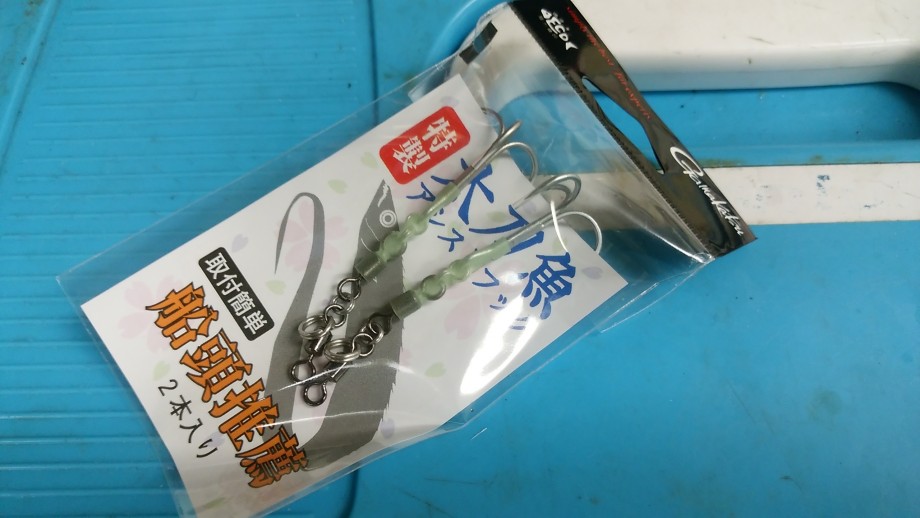 特製
太刀魚
アシストフック
取付簡単
船頭推薦
2本入り
DECOY
Gamakatsu